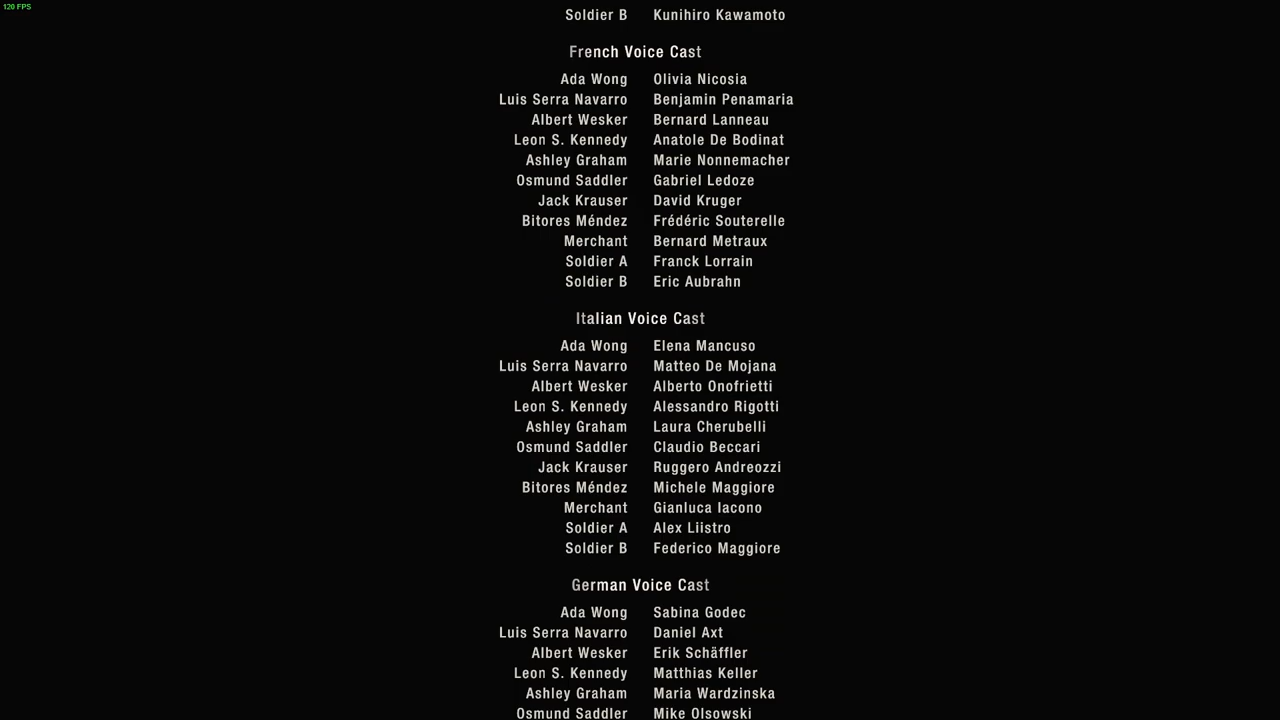 120 FPS
Soldier B Kunihiro Kawamoto
French Voice Cast
Ada Wong Olivia Nicosia
Luis Serra Navarro Benjamin Penamaria
Albert Wesker Bernard Lanneau
Leon S. Kennedy Anatole De Bodinat
Ashley Graham Marie Nonnemacher
Osmund Saddler Gabriel Ledoze
Jack Krauser David Kruger
Bitores Méndez Frédéric Souterelle
Merchant Bernard Metraux
Soldier A Franck Lorrain
Soldier B Eric Aubrahn
Italian Voice Cast
Ada Wong Elena Mancuso
Luis Serra Navarro Matteo De Mojana
Albert Wesker Alberto Onofrietti
Leon S. Kennedy Alessandro Rigotti
Ashley Graham Laura Cherubelli
Osmund Saddler Claudio Beccari
Jack Krauser Ruggero Andreozzi
Bitores Méndez Michele Maggiore
Merchant Gianluca Iacono
Soldier A Alex Liistro
Soldier B Federico Maggiore
German Voice Cast
Ada Wong Sabina Godec
Luis Serra Navarro Daniel Axt
Albert Wesker Erik Schäffler
Leon S. Kennedy Matthias Keller
Ashley Graham Maria Wardzinska
Osmund Saddler Mike Olsowski